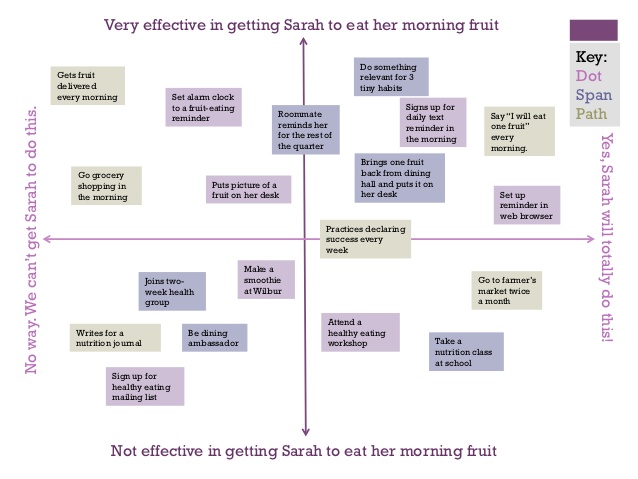 Very effective in getting Sarah to eat her morning fruit
Key:
Dot
Span
Path
Gets fruit
delivered
every morning
Set alarm clock
to a fruit-eating
reminder
Roommate
reminds her
for the rest of
the quarter
Do something
relevant for 3
tiny habits
Signs up for
daily text
reminder in
the morning
Say “I will eat
one fruit”
every
morning.
Go grocery
shopping in
the morning
Puts picture of a
fruit on her desk
Brings one fruit
back from dining
hall and puts it on
her desk
Set up
reminder in
web browser
Practices declaring
success every
week
No way. We can’t get Sarah to do this.
Yes, Sarah will totally do this!
Joins two-
week health
group
Make a
smoothie
at Wilbur
Go to farmer’s
market twice
a month
Writes for a
nutrition journal
Be dining
ambassador
Attend a
healthy eating
workshop
Take a
nutrition class
at school
Sign up for
healthy eating
mailing list
Not effective in getting Sarah to eat her morning fruit